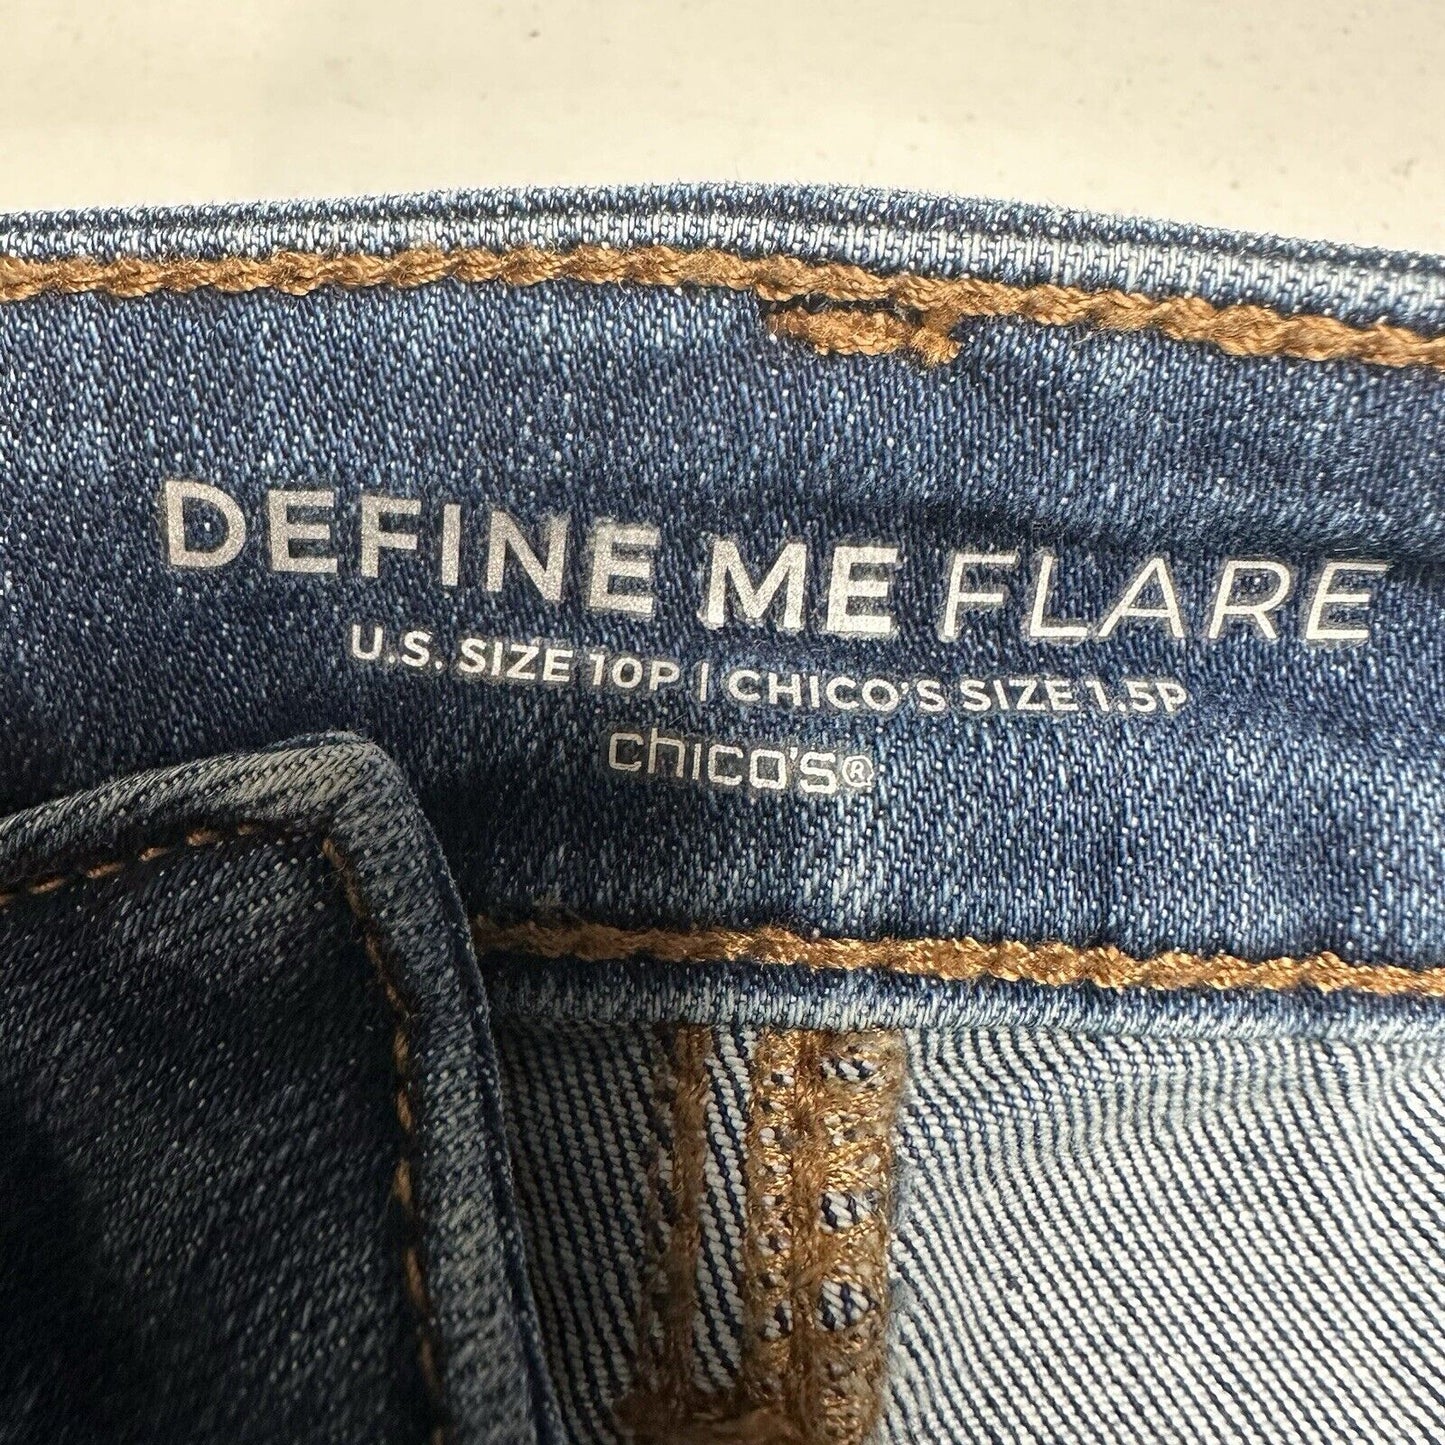 DEFINE ME FLARE
U.S. SIZE 10P | CHICO'S SIZE 1.5P
chico's®